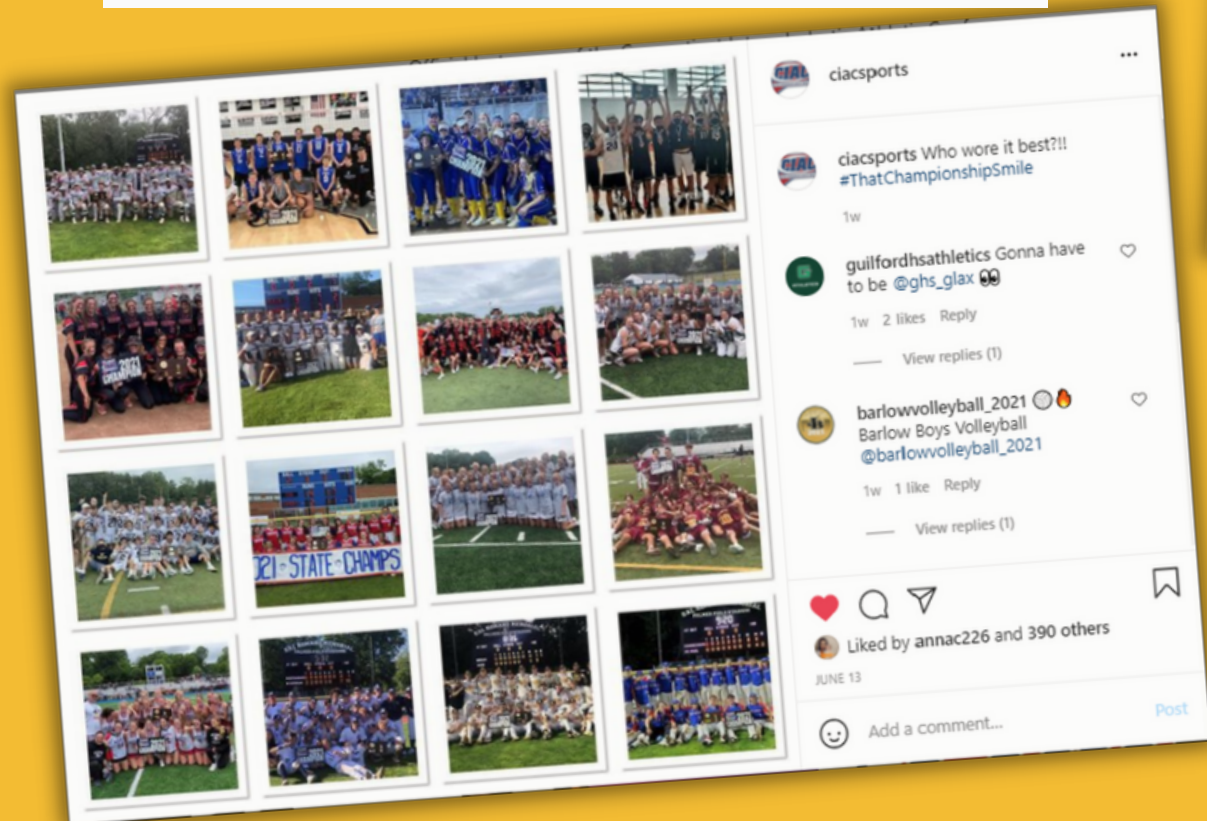 ciacsports
ciacsports Who wore it best?!!
#ThatChampionshipSmile
1w
guilfordhsathletics Gonna have
to be @ghs_glax 👀
1w 2 likes Reply
View replies (1)
barlowvolleyball_2021 🏐🔥
Barlow Boys Volleyball
@barlowvolleyball_2021
1w 1 like Reply
View replies (1)
Liked by annac226 and 390 others
JUNE 13
Add a comment...
Post
2021
CHAMPION
021 · STATE · CHAMPS